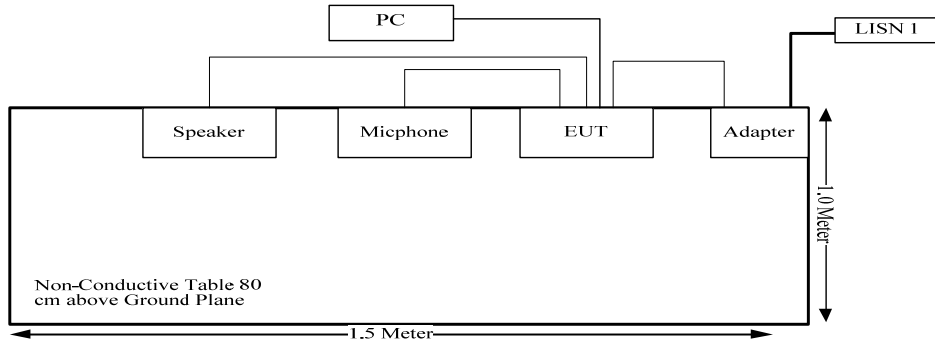 PC
LISN 1
Speaker
Micphone
EUT
Adapter
1.0 Meter
Non-Conductive Table 80
cm above Ground Plane
1.5 Meter